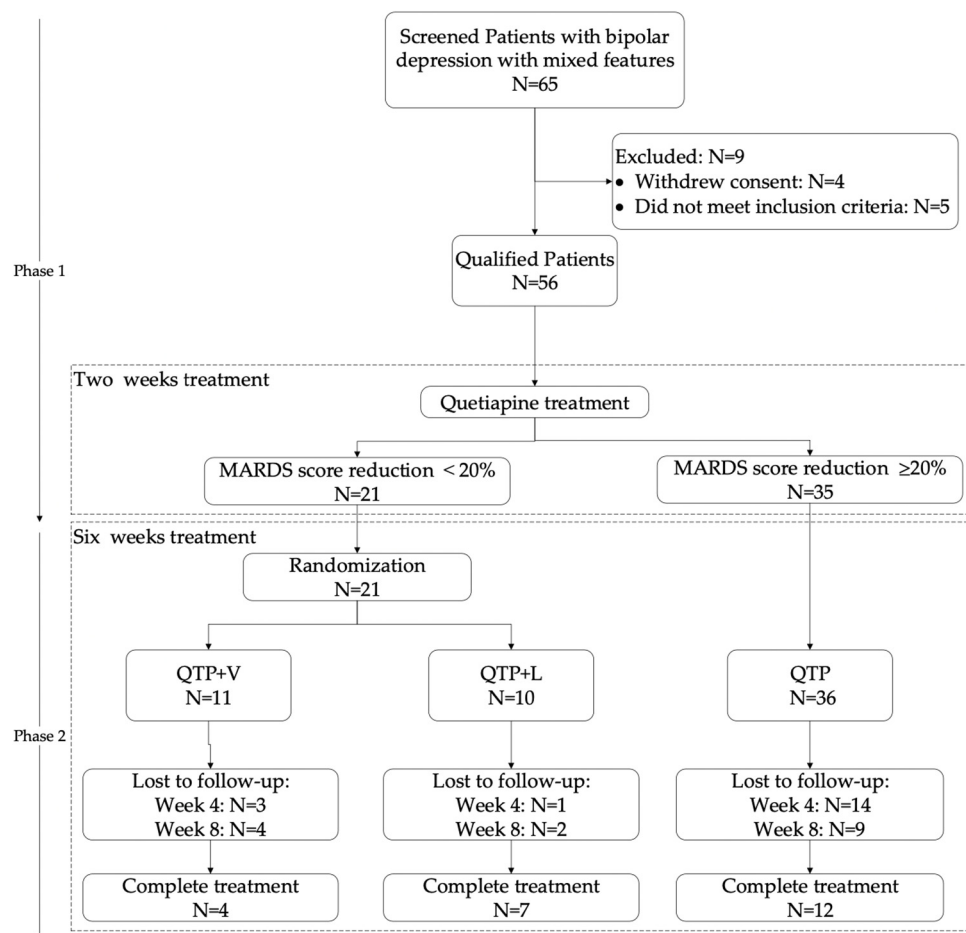 Screened Patients with bipolar
depression with mixed features
N=65
Excluded: N=9
• Withdrew consent: N=4
• Did not meet inclusion criteria: N=5
Qualified Patients
N=56
Phase 1
Two weeks treatment
Quetiapine treatment
MARDS score reduction < 20%
N=21
MARDS score reduction ≥20%
N=35
Six weeks treatment
Randomization
N=21
QTP+V
N=11
QTP+L
N=10
QTP
N=36
Phase 2
Lost to follow-up:
Week 4: N=3
Week 8: N=4
Lost to follow-up:
Week 4: N=1
Week 8: N=2
Lost to follow-up:
Week 4: N=14
Week 8: N=9
Complete treatment
N=4
Complete treatment
N=7
Complete treatment
N=12